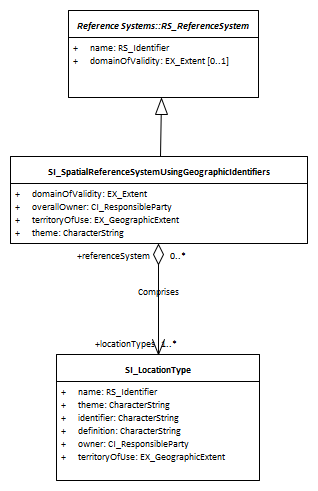 Reference Systems::RS_ReferenceSystem
+ name: RS_Identifier
+ domainOfValidity: EX_Extent [0..1]
SI_SpatialReferenceSystemUsingGeographicIdentifiers
+ domainOfValidity: EX_Extent
+ overallOwner: CI_ResponsibleParty
+ territoryOfUse: EX_GeographicExtent
+ theme: CharacterString
+referenceSystem 0..*
Comprises
+locationTypes 1..*
SI_LocationType
+ name: RS_Identifier
+ theme: CharacterString
+ identifier: CharacterString
+ definition: CharacterString
+ owner: CI_ResponsibleParty
+ territoryOfUse: EX_GeographicExtent